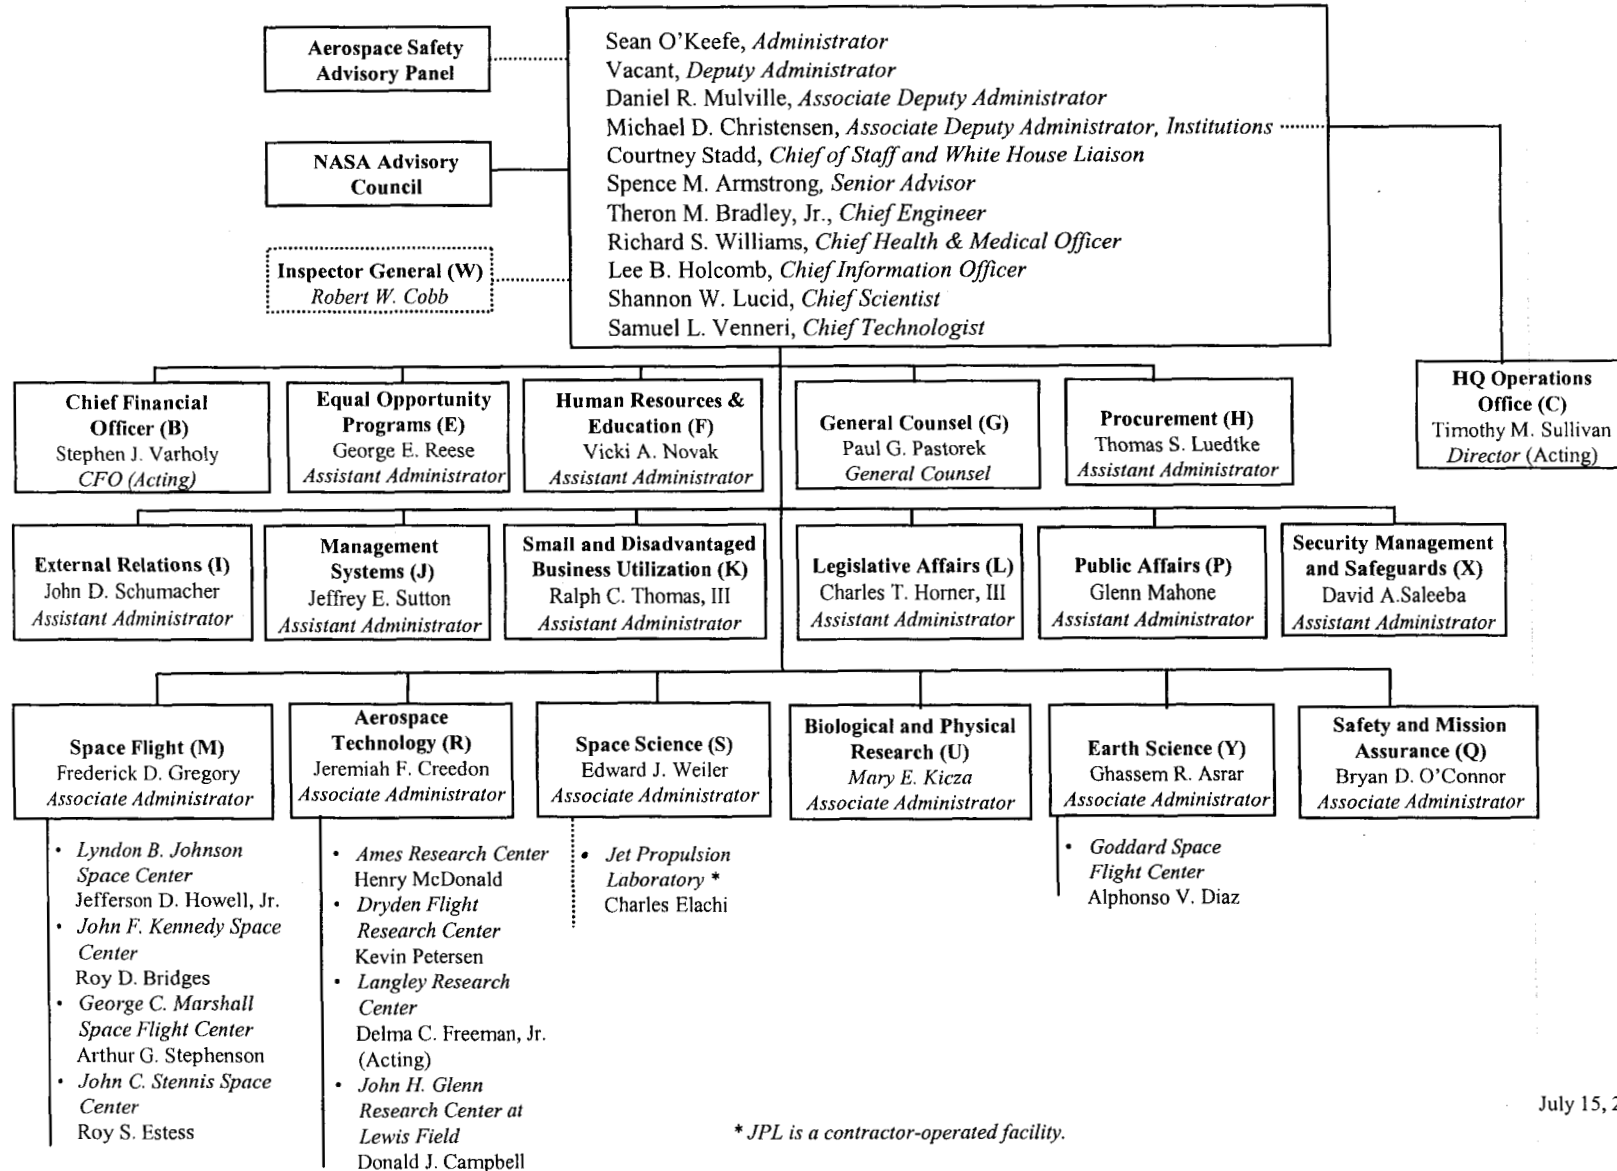 Aerospace Safety
Advisory Panel
Sean O'Keefe, Administrator
Vacant, Deputy Administrator
Daniel R. Mulville, Associate Deputy Administrator
Michael D. Christensen, Associate Deputy Administrator, Institutions
Courtney Stadd, Chief of Staff and White House Liaison
Spence M. Armstrong, Senior Advisor
Theron M. Bradley, Jr., Chief Engineer
Richard S. Williams, Chief Health & Medical Officer
Lee B. Holcomb, Chief Information Officer
Shannon W. Lucid, Chief Scientist
Samuel L. Venneri, Chief Technologist
NASA Advisory
Council
Inspector General (W)
Robert W. Cobb
Chief Financial
Officer (B)
Stephen J. Varholy
CFO (Acting)
Equal Opportunity
Programs (E)
George E. Reese
Assistant Administrator
Human Resources &
Education (F)
Vicki A. Novak
Assistant Administrator
General Counsel (G)
Paul G. Pastorek
General Counsel
Procurement (H)
Thomas S. Luedtke
Assistant Administrator
HQ Operations
Office (C)
Timothy M. Sullivan
Director (Acting)
External Relations (I)
John D. Schumacher
Assistant Administrator
Management
Systems (J)
Jeffrey E. Sutton
Assistant Administrator
Small and Disadvantaged
Business Utilization (K)
Ralph C. Thomas, III
Assistant Administrator
Legislative Affairs (L)
Charles T. Horner, III
Assistant Administrator
Public Affairs (P)
Glenn Mahone
Assistant Administrator
Security Management
and Safeguards (X)
David A.Saleeba
Assistant Administrator
Space Flight (M)
Frederick D. Gregory
Associate Administrator
Aerospace
Technology (R)
Jeremiah F. Creedon
Associate Administrator
Space Science (S)
Edward J. Weiler
Associate Administrator
Biological and Physical
Research (U)
Mary E. Kicza
Associate Administrator
Earth Science (Y)
Ghassem R. Asrar
Associate Administrator
Safety and Mission
Assurance (Q)
Bryan D. O'Connor
Associate Administrator
• Lyndon B. Johnson
Space Center
Jefferson D. Howell, Jr.
• John F. Kennedy Space
Center
Roy D. Bridges
• George C. Marshall
Space Flight Center
Arthur G. Stephenson
• John C. Stennis Space
Center
Roy S. Estess
• Ames Research Center
Henry McDonald
• Dryden Flight
Research Center
Kevin Petersen
• Langley Research
Center
Delma C. Freeman, Jr.
(Acting)
• John H. Glenn
Research Center at
Lewis Field
Donald J. Campbell
• Jet Propulsion
Laboratory *
Charles Elachi
• Goddard Space
Flight Center
Alphonso V. Diaz
* JPL is a contractor-operated facility.
July 15, 2